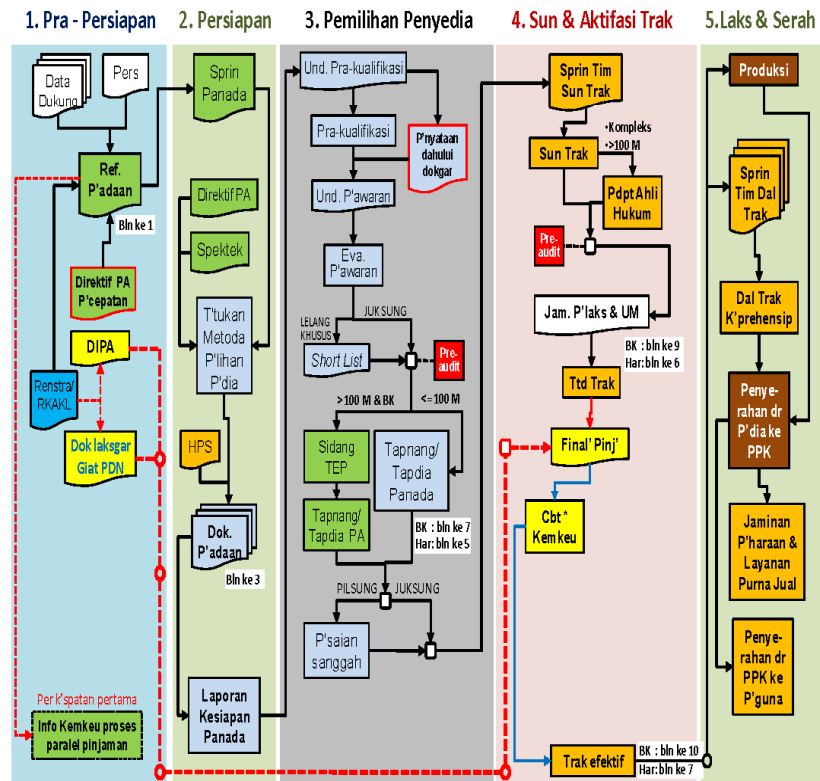 1. Pra - Persiapan
Data
Dukung
Pers
Ref.
P'adaan
Bln ke 1
Direktif PA
P'cepatan
DIPA
Renstra/
RKAKL
Dok laksgar
Giat PDN
Per k'spatan pertama
Info Kemkeu proses
paralel pinjaman
2. Persiapan
Sprin
Panada
Direktif PA
Spektek
T'tukan
Metoda
P'lihan
P'dia
HPS
Dok.
P'adaan
Bln ke 3
Laporan
Kesiapan
Panada
3. Pemilihan Penyedia
Und. Pra-kualifikasi
Pra-kualifikasi
P'nyataan
dahului
dokgar
Und. P'awaran
Eva.
P'awaran
LELANG
KHUSUS
JUK SUNG
Short List
Pre-
audit
>100 M & BK
<= 100 M
Sidang
TEP
Tapnang/
Tapdia PA
Tapnang/
Tapdia
Panada
BK : bln ke 7
Har: bln ke 5
PILSUNG
JUKSUNG
P'saian
sanggah
4. Sun & Aktifasi Trak
Sprin Tim
Sun Trak
•Kompleks
•>100 M
Sun Trak
Pdpt Ahli
Hukum
Pre-
audit
Jam. P'laks & UM
BK : bln ke 9
Har: bln ke 6
Ttd Trak
Final' Pinj'
Cbt *
Kemkeu
Trak efektif
BK : bln ke 10
Har: bln ke 7
5. Laks & Serah
Produksi
Sprin
Tim Dal
Trak
Dal Trak
K'prehensip
Penye-
rahan dr
P'dia ke
PPK
Jaminan
P'haraan &
Layanan
Purna Jual
Penye-
rahan dr
PPK ke
P'guna